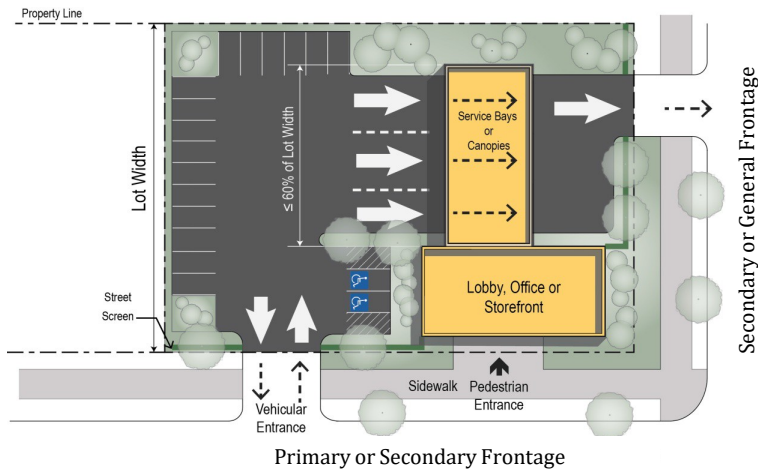 Property Line
Lot Width
≤ 60% of Lot Width
Service Bays
or
Canopies
Secondary or General Frontage
Lobby, Office or
Storefront
Street
Screen
Sidewalk
Pedestrian
Entrance
Vehicular
Entrance
Primary or Secondary Frontage